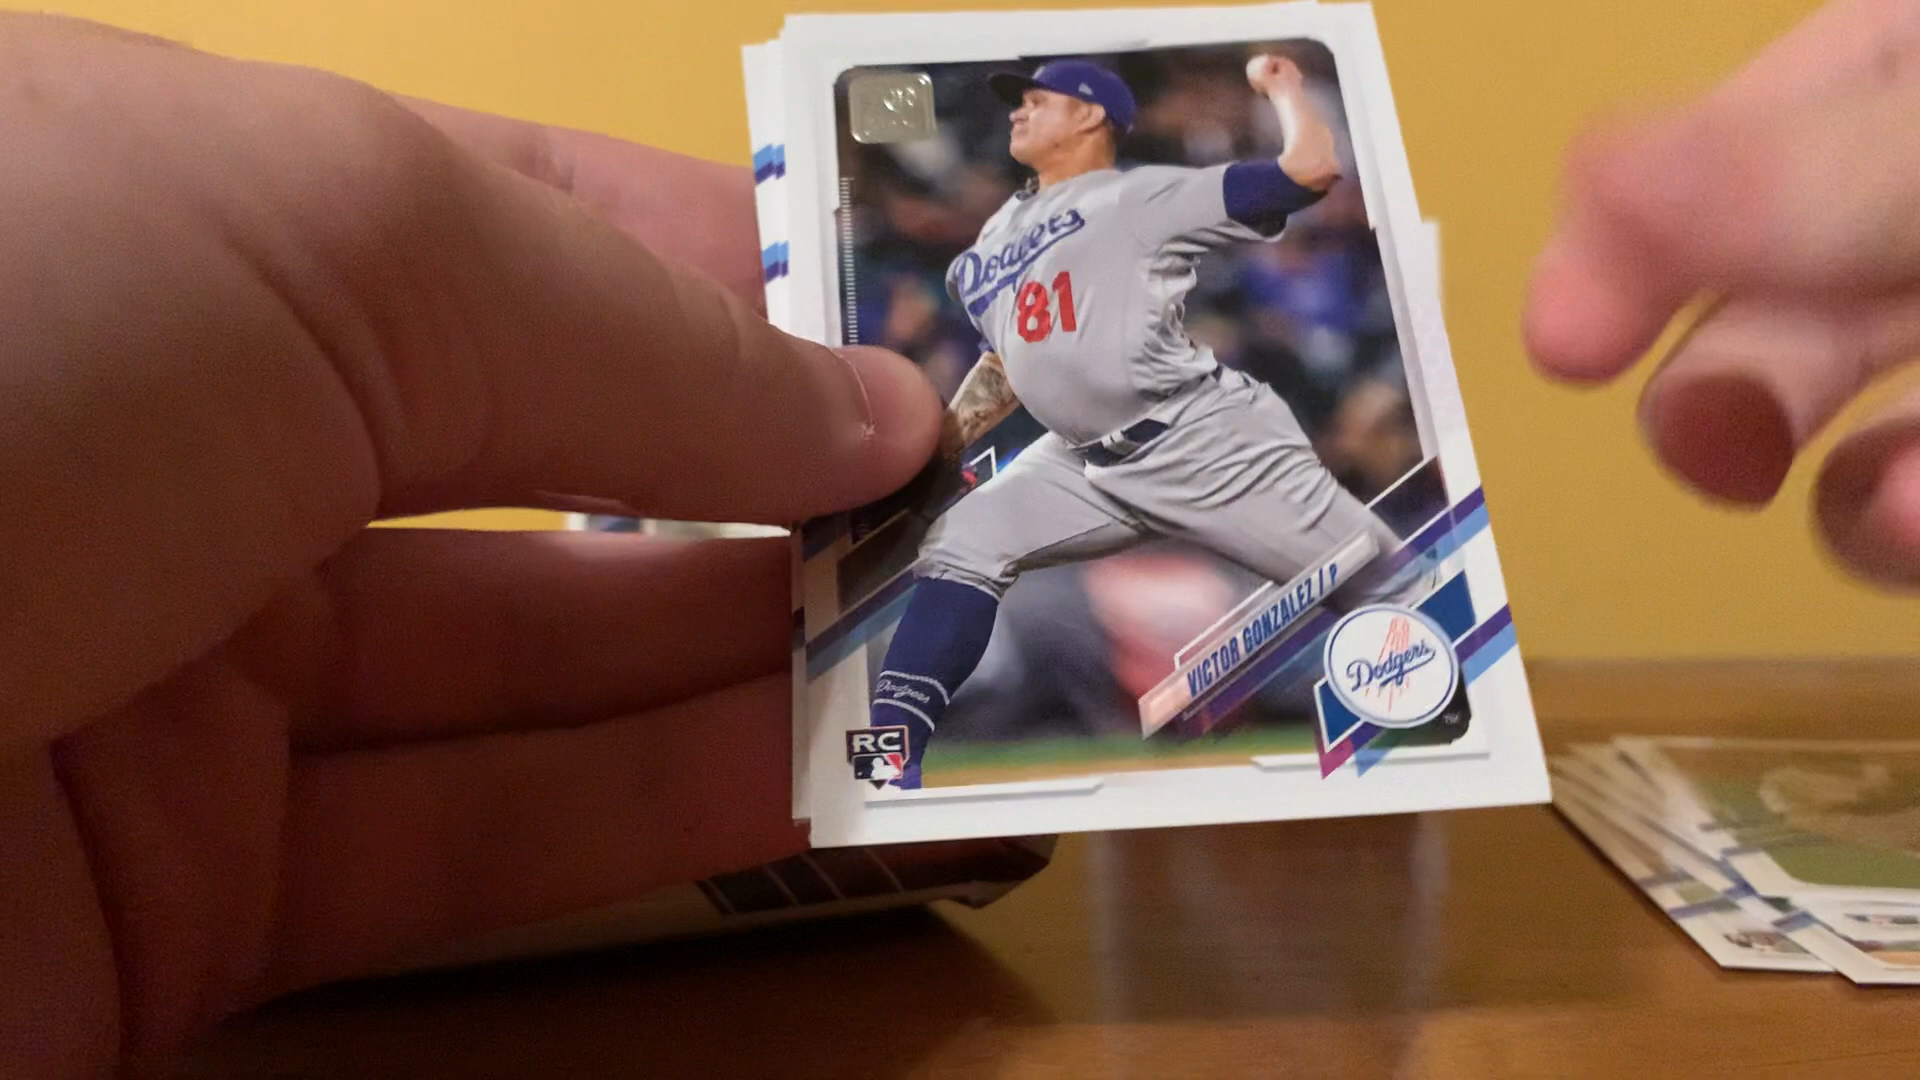 Dodgers
81
VICTOR GONZALEZ / P
Dodgers
Dodgers
RC